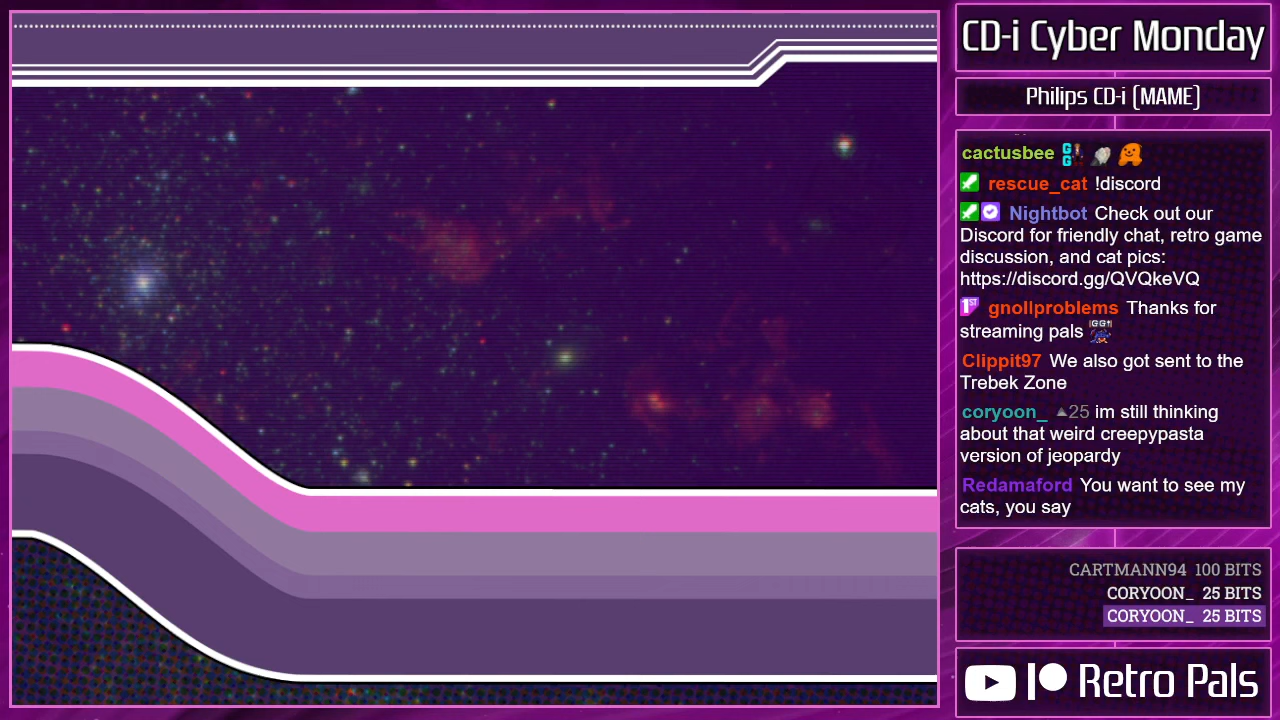 CD-i Cyber Monday
Philips CD-i [MAME]
cactusbee
rescue_cat !discord
Nightbot Check out our
Discord for friendly chat, retro game
discussion, and cat pics:
https://discord.gg/QVQkeVQ
1ST gnollproblems Thanks for
streaming pals
Clippit97 We also got sent to the
Trebek Zone
coryoon_ 25 im still thinking
about that weird creepypasta
version of jeopardy
Redamaford You want to see my
cats, you say
CARTMANN94 100 BITS
CORYOON_ 25 BITS
CORYOON_ 25 BITS
Retro Pals